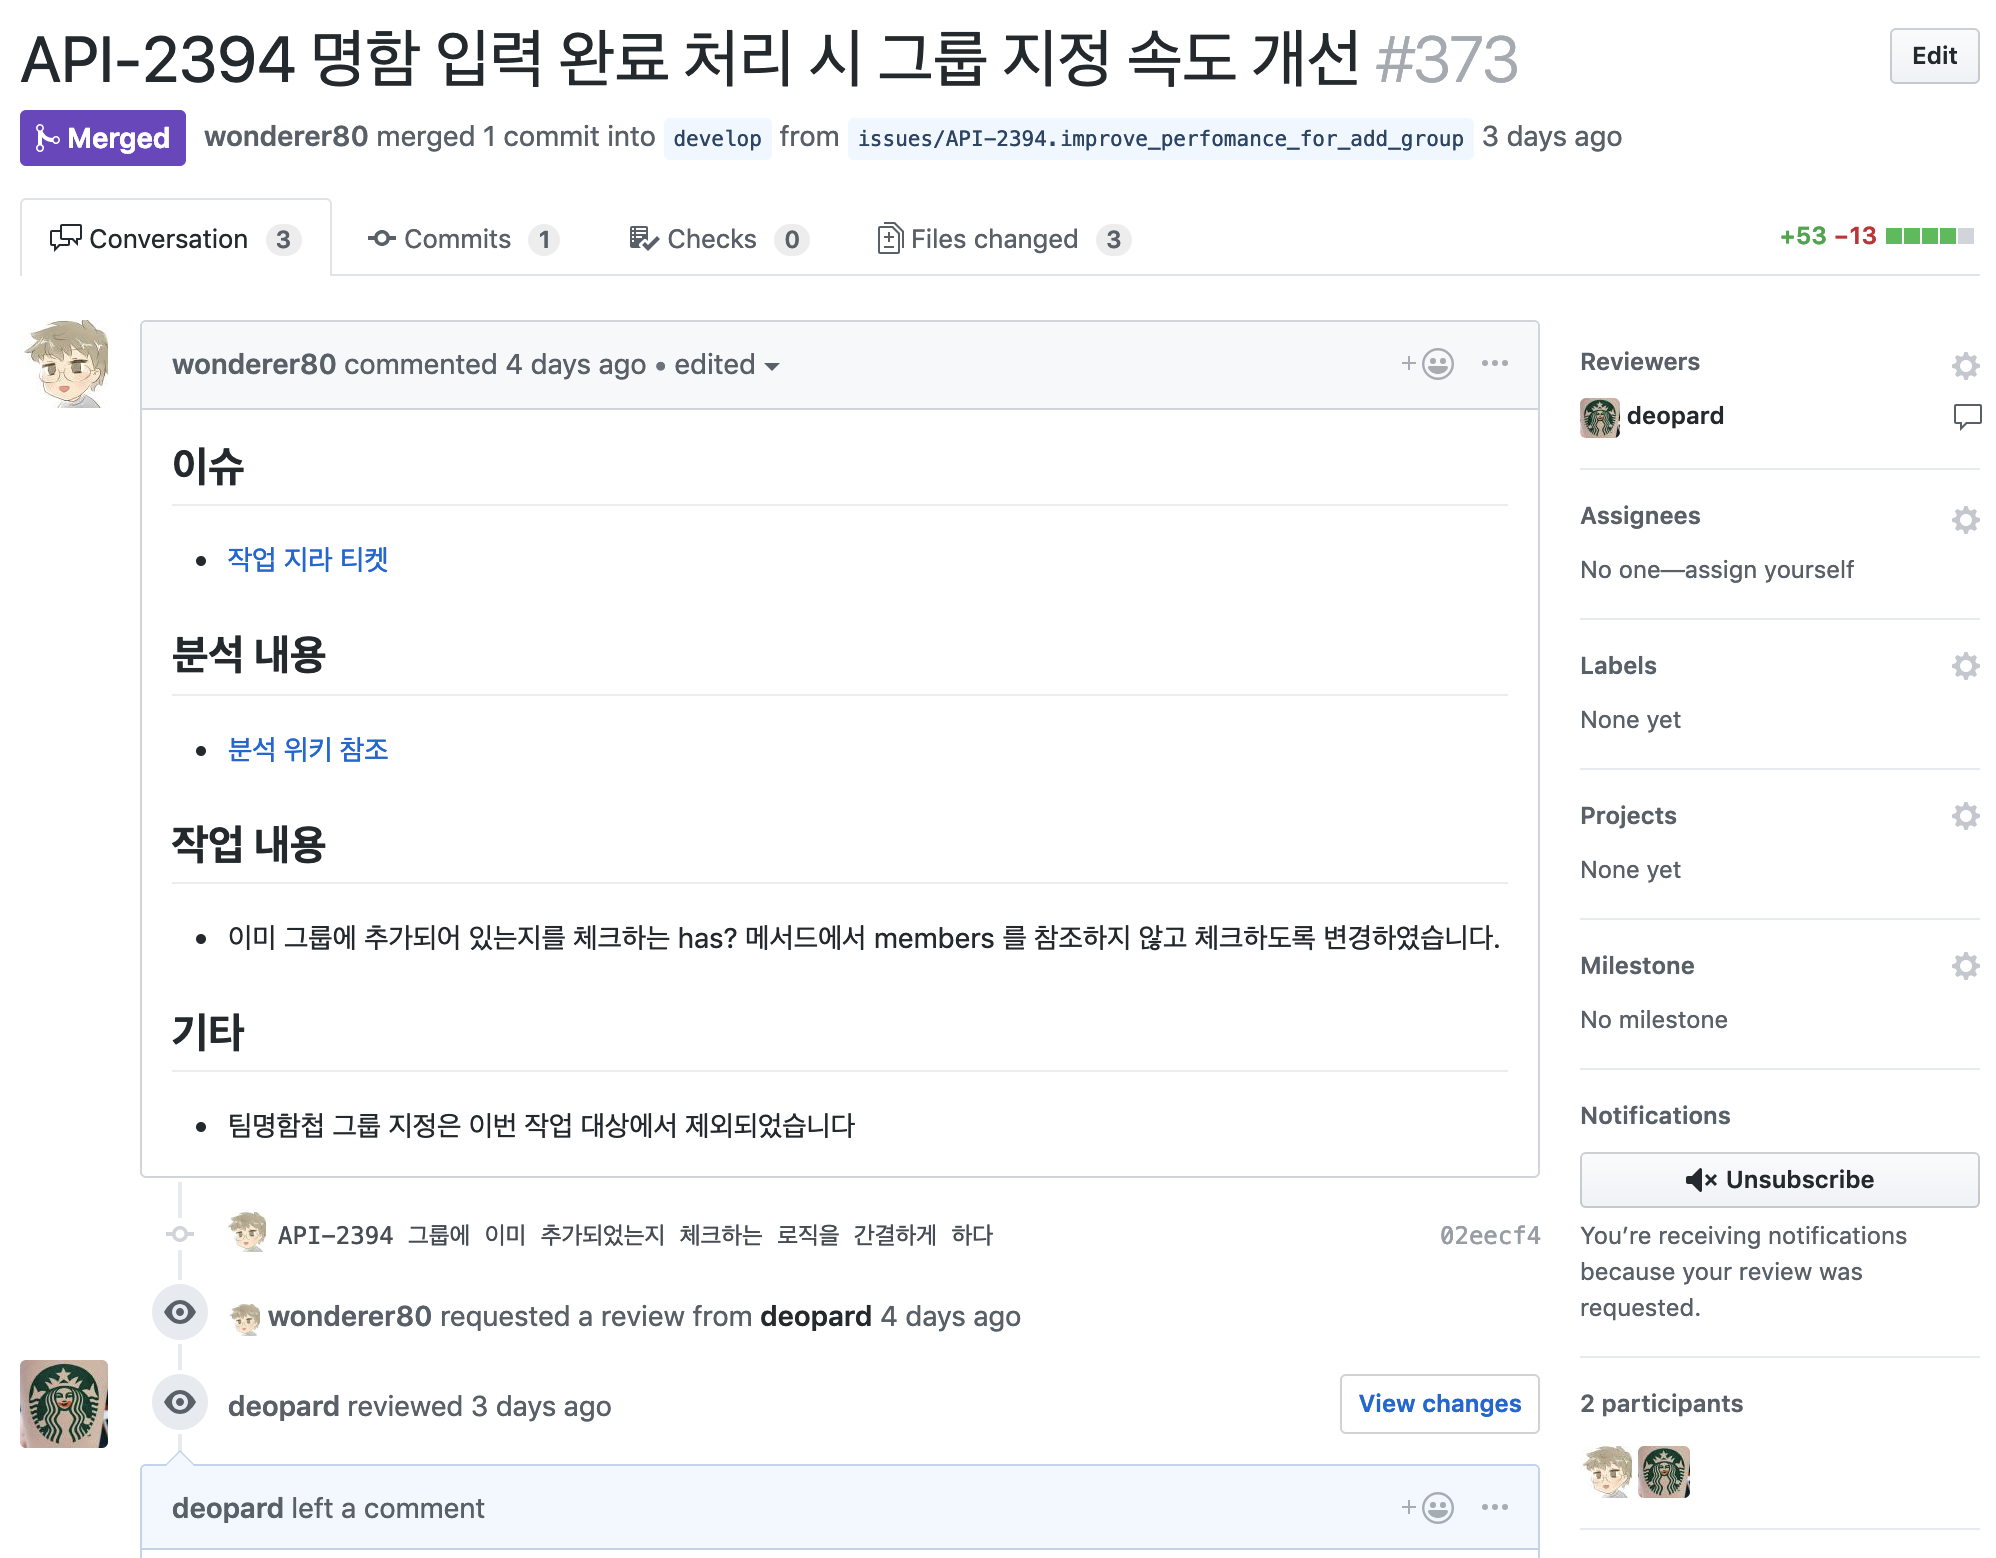 API-2394 명함 입력 완료 처리 시 그룹 지정 속도 개선 #373
Edit
Merged wonderer80 merged 1 commit into develop from issues/API-2394.improve_perfomance_for_add_group 3 days ago
Conversation 3 Commits 1 Checks 0 Files changed 3 +53 −13
wonderer80 commented 4 days ago • edited
이슈
작업 지라 티켓
분석 내용
분석 위키 참조
작업 내용
이미 그룹에 추가되어 있는지를 체크하는 has? 메서드에서 members 를 참조하지 않고 체크하도록 변경하였습니다.
기타
팀명함첩 그룹 지정은 이번 작업 대상에서 제외되었습니다
API-2394 그룹에 이미 추가되었는지 체크하는 로직을 간결하게 하다 02eecf4
wonderer80 requested a review from deopard 4 days ago
deopard reviewed 3 days ago
View changes
deopard left a comment
Reviewers
deopard
Assignees
No one—assign yourself
Labels
None yet
Projects
None yet
Milestone
No milestone
Notifications
Unsubscribe
You’re receiving notifications
because your review was
requested.
2 participants